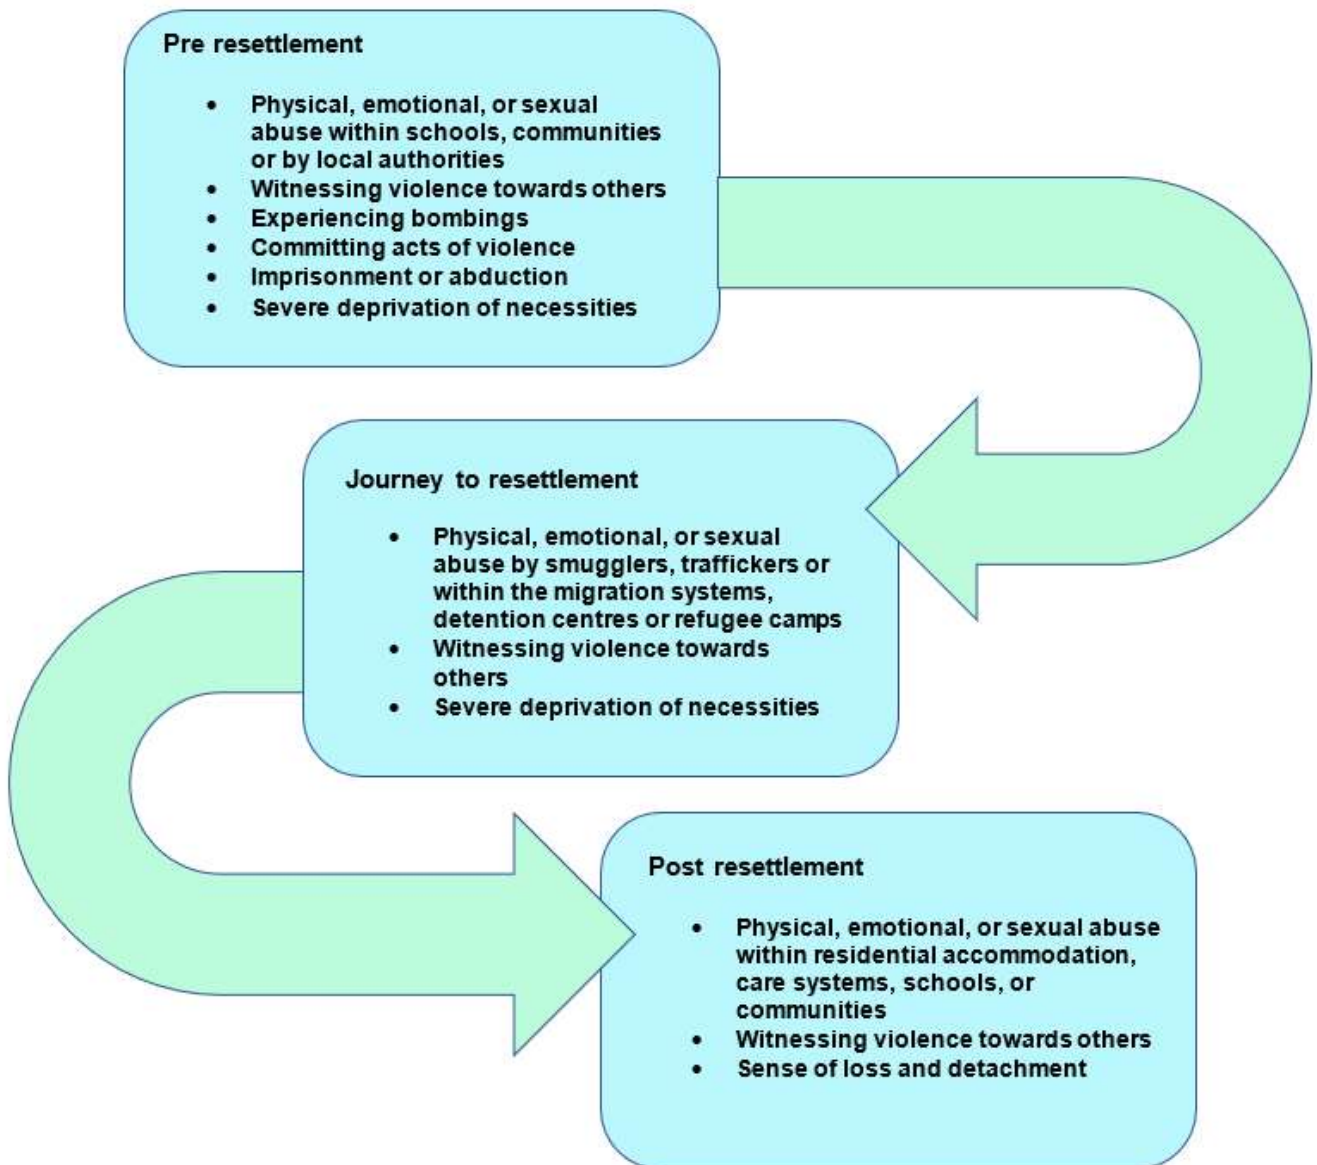 Pre resettlement
• Physical, emotional, or sexual
abuse within schools, communities
or by local authorities
• Witnessing violence towards others
• Experiencing bombings
• Committing acts of violence
• Imprisonment or abduction
• Severe deprivation of necessities
Journey to resettlement
• Physical, emotional, or sexual
abuse by smugglers, traffickers or
within the migration systems,
detention centres or refugee camps
• Witnessing violence towards
others
• Severe deprivation of necessities
Post resettlement
• Physical, emotional, or sexual abuse
within residential accommodation,
care systems, schools, or
communities
• Witnessing violence towards others
• Sense of loss and detachment